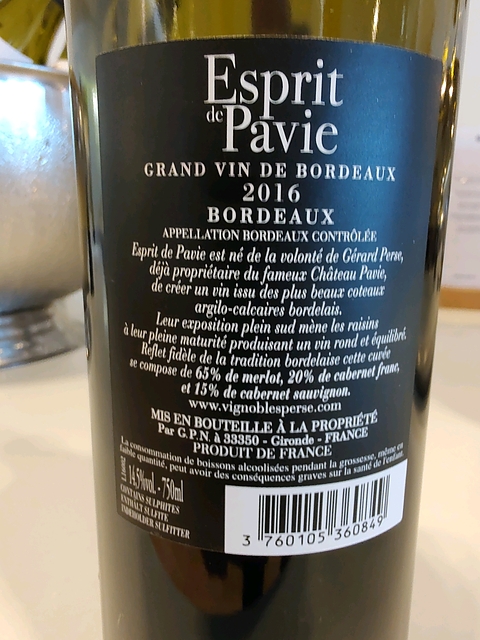 Esprit
de Pavie
GRAND VIN DE BORDEAUX
2016
BORDEAUX
APPELLATION BORDEAUX CONTRÔLÉE
Esprit de Pavie est né de la volonté de Gérard Perse,
déjà propriétaire du fameux Château Pavie,
de créer un vin issu des plus beaux coteaux
argilo-calcaires bordelais.
Leur exposition plein sud mène les raisins
à leur pleine maturité produisant un vin rond et équilibré.
Reflet fidèle de la tradition bordelaise cette cuvée
se compose de 65% de merlot, 20% de cabernet franc,
et 15% de cabernet sauvignon.
www.vignoblesperse.com
MIS EN BOUTEILLE À LA PROPRIÉTÉ
Par G.P.N. à 33350 - Gironde - FRANCE
PRODUIT DE FRANCE
La consommation de boissons alcoolisées pendant la grossesse, même en
faible quantité, peut avoir des conséquences graves sur la santé de l'enfant.
14,5%vol. - 750ml
CONTAINS SULPHITES
ENTHÄLT SULFITE
INDEHOLDER SULFITTER
3 760105 360849